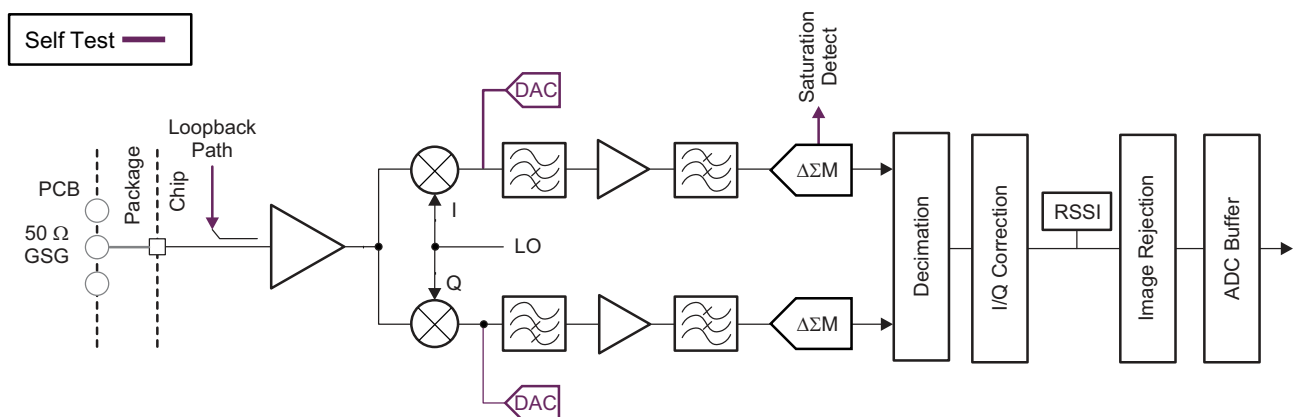 Self Test
DAC
Saturation
Detect
Loopback
Path
PCB
Package
Chip
50 Ω
GSG
I
LO
Q
ΔΣM
Decimation
I/Q Correction
RSSI
Image Rejection
ADC Buffer
ΔΣM
DAC